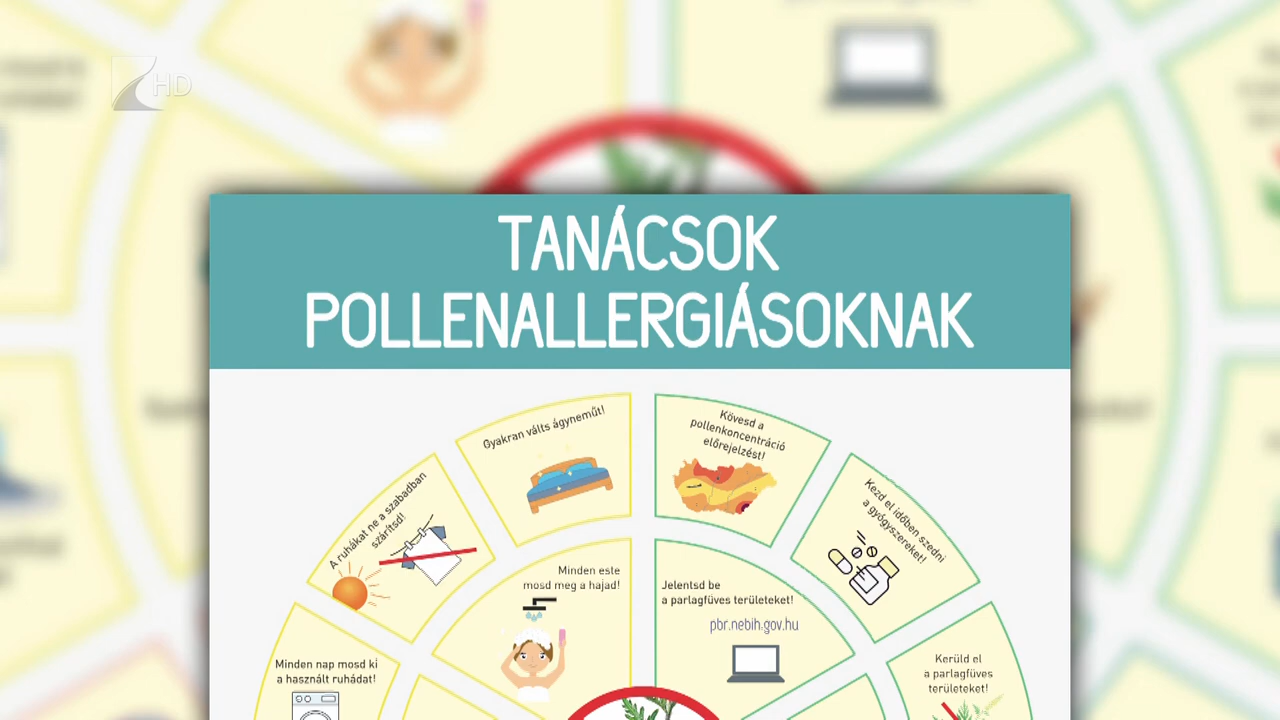 HD
TANÁCSOK
POLLENALLERGIÁSOKNAK
Gyakran válts ágyneműt!
Kövesd a
pollenkoncentráció
előrejelzést!
A ruhákat ne a szabadban
szárítsd!
Kezd el időben szedni
a gyógyszereket!
Minden este
mosd meg a hajad!
Jelentsd be
a parlagfüves területeket!
pbr.nebih.gov.hu
Minden nap mosd ki
a használt ruhádat!
Kerüld el
a parlagfüves
területeket!